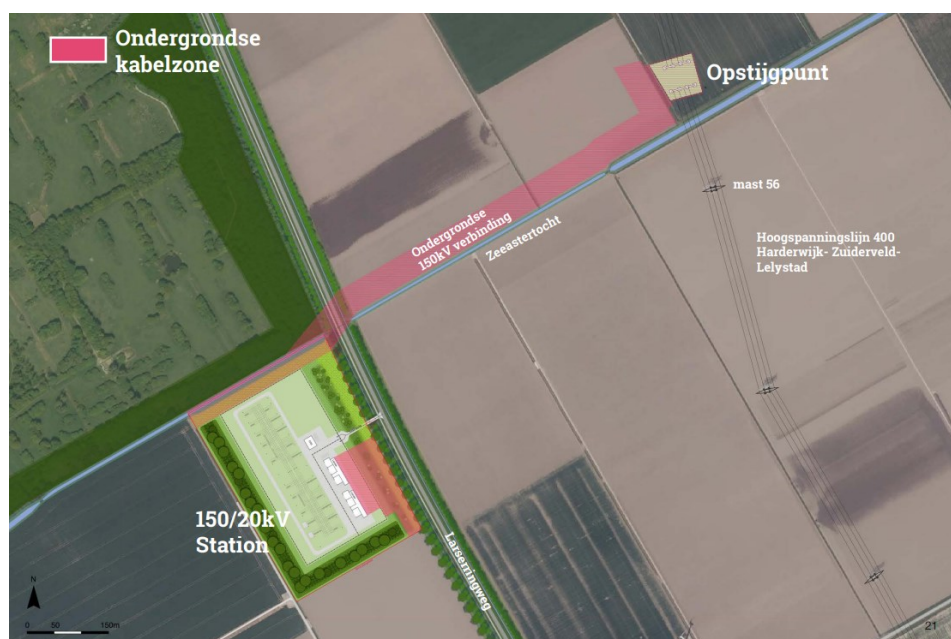 Ondergrondse
kabelzone
Opstijgpunt
mast 56
Ondergrondse
150kV verbinding
Zeeastertocht
Hoogspanningslijn 400
Harderwijk- Zuiderveld-
Lelystad
150/20kV
Station
Larserringweg
N
0 50 150m
21